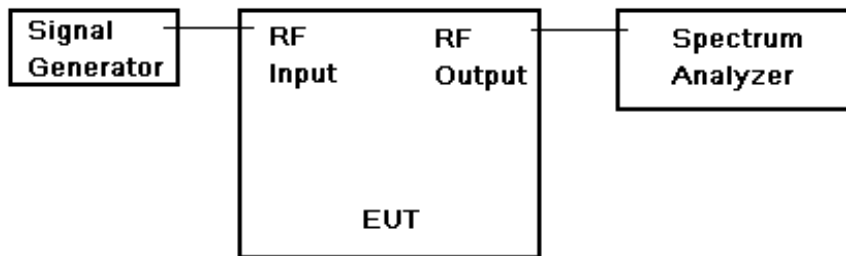 Signal
Generator
RF
Input
RF
Output
Spectrum
Analyzer
EUT